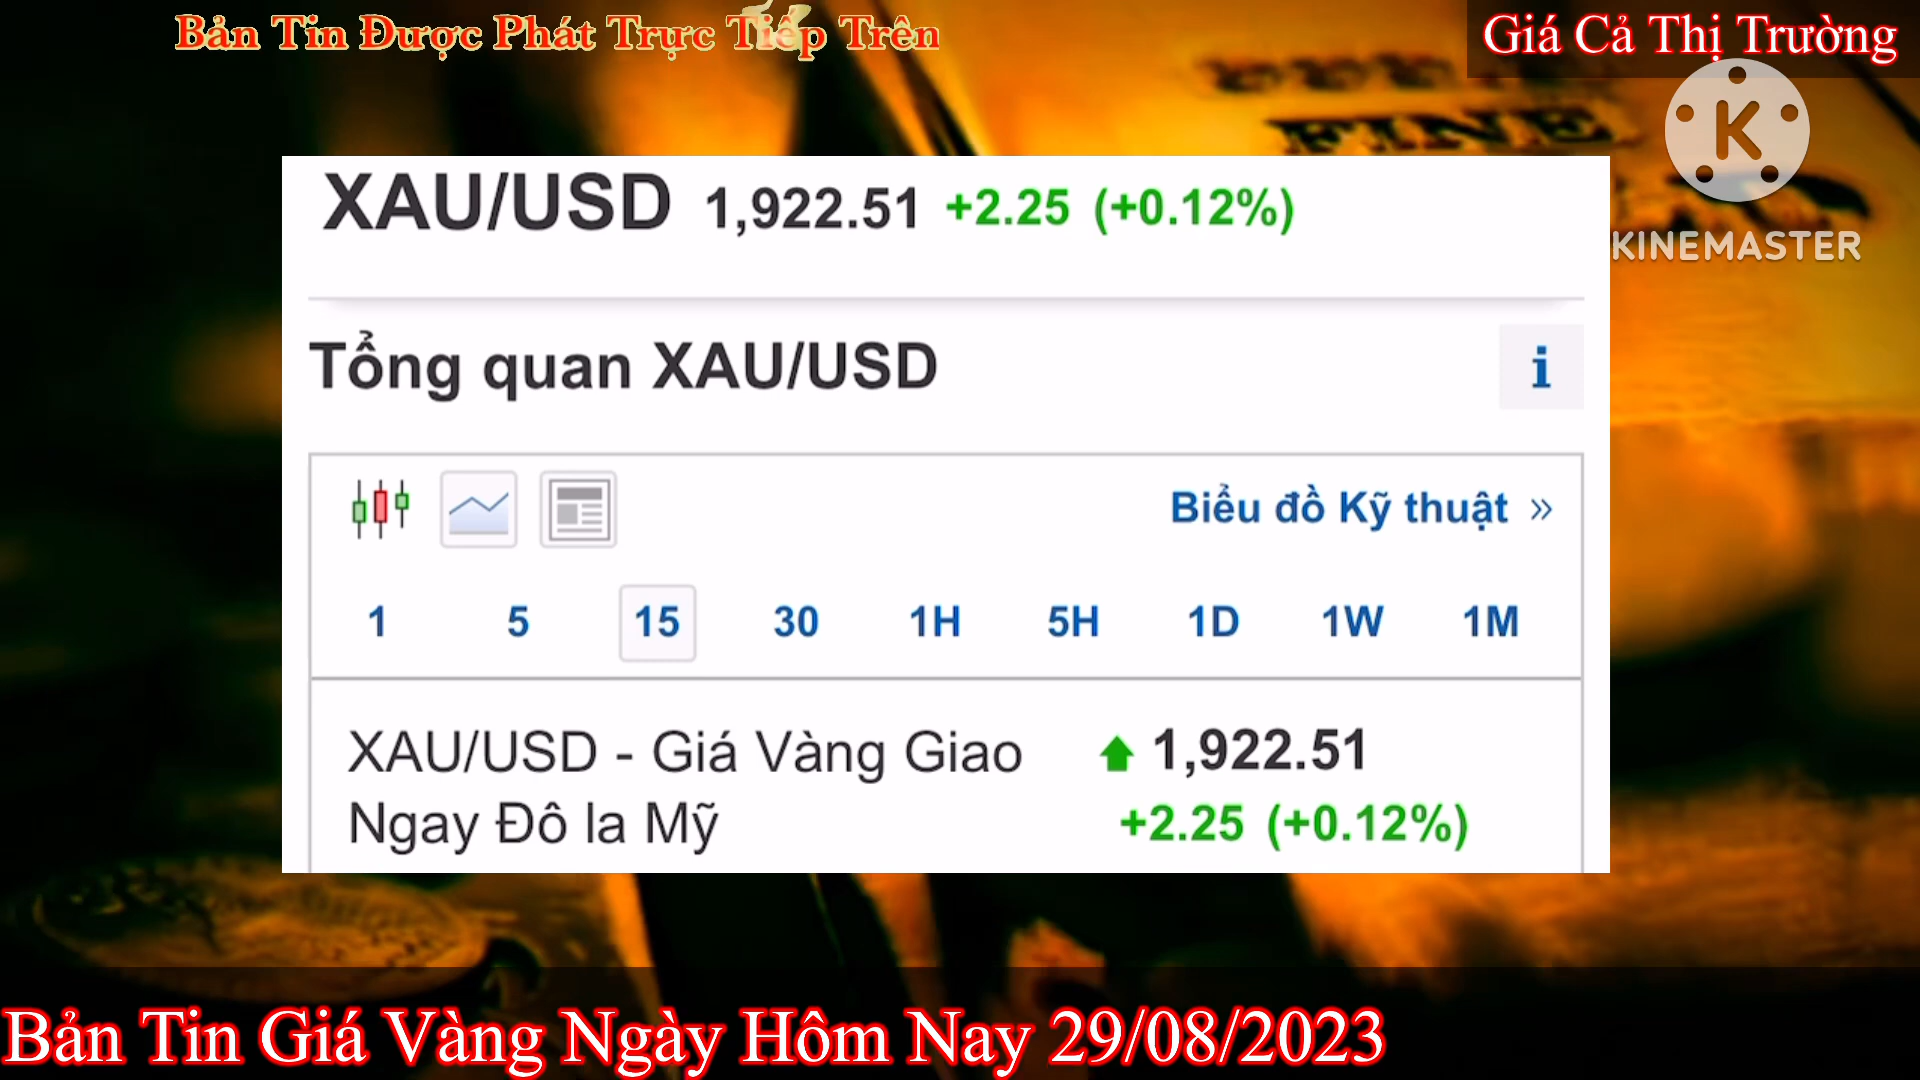 Bản Tin Được Phát Trực Tiếp Trên
Giá Cả Thị Trường
FINE
K
KINEMASTER
XAU/USD 1,922.51 +2.25 (+0.12%)
Tổng quan XAU/USD
i
Biểu đồ Kỹ thuật »
1 5 15 30 1H 5H 1D 1W 1M
XAU/USD - Giá Vàng Giao 1,922.51
Ngay Đô la Mỹ +2.25 (+0.12%)
Bản Tin Giá Vàng Ngày Hôm Nay 29/08/2023